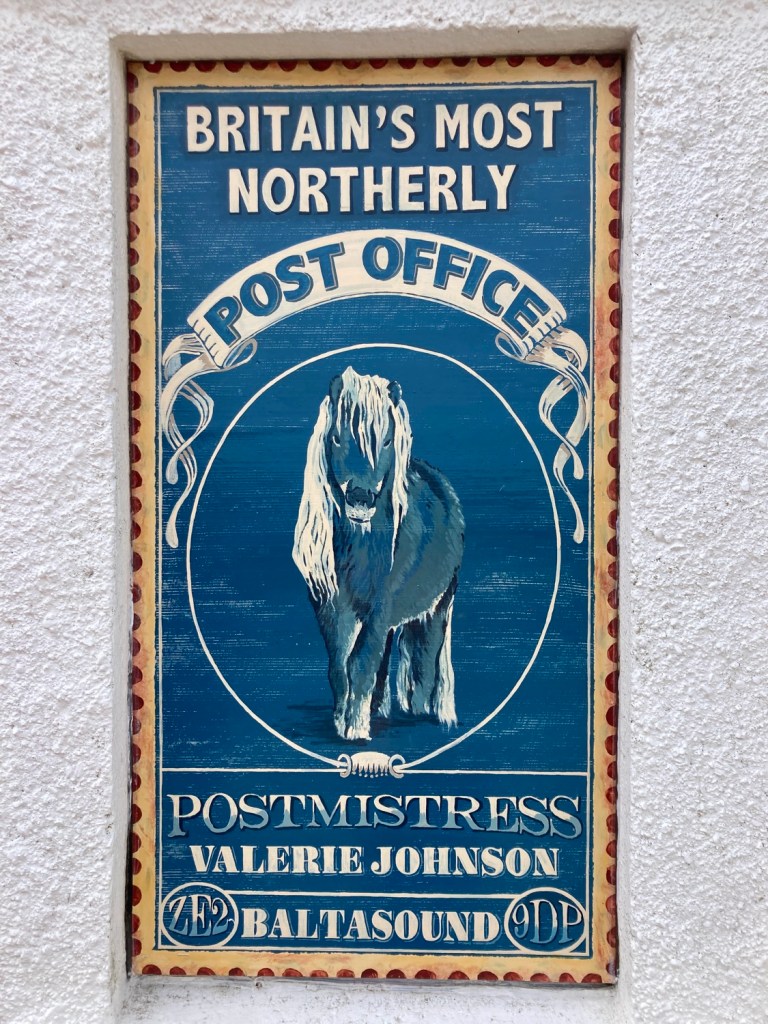 BRITAIN'S MOST
NORTHERLY
POST OFFICE
POSTMISTRESS
VALERIE JOHNSON
ZE2 BALTASOUND 9DP